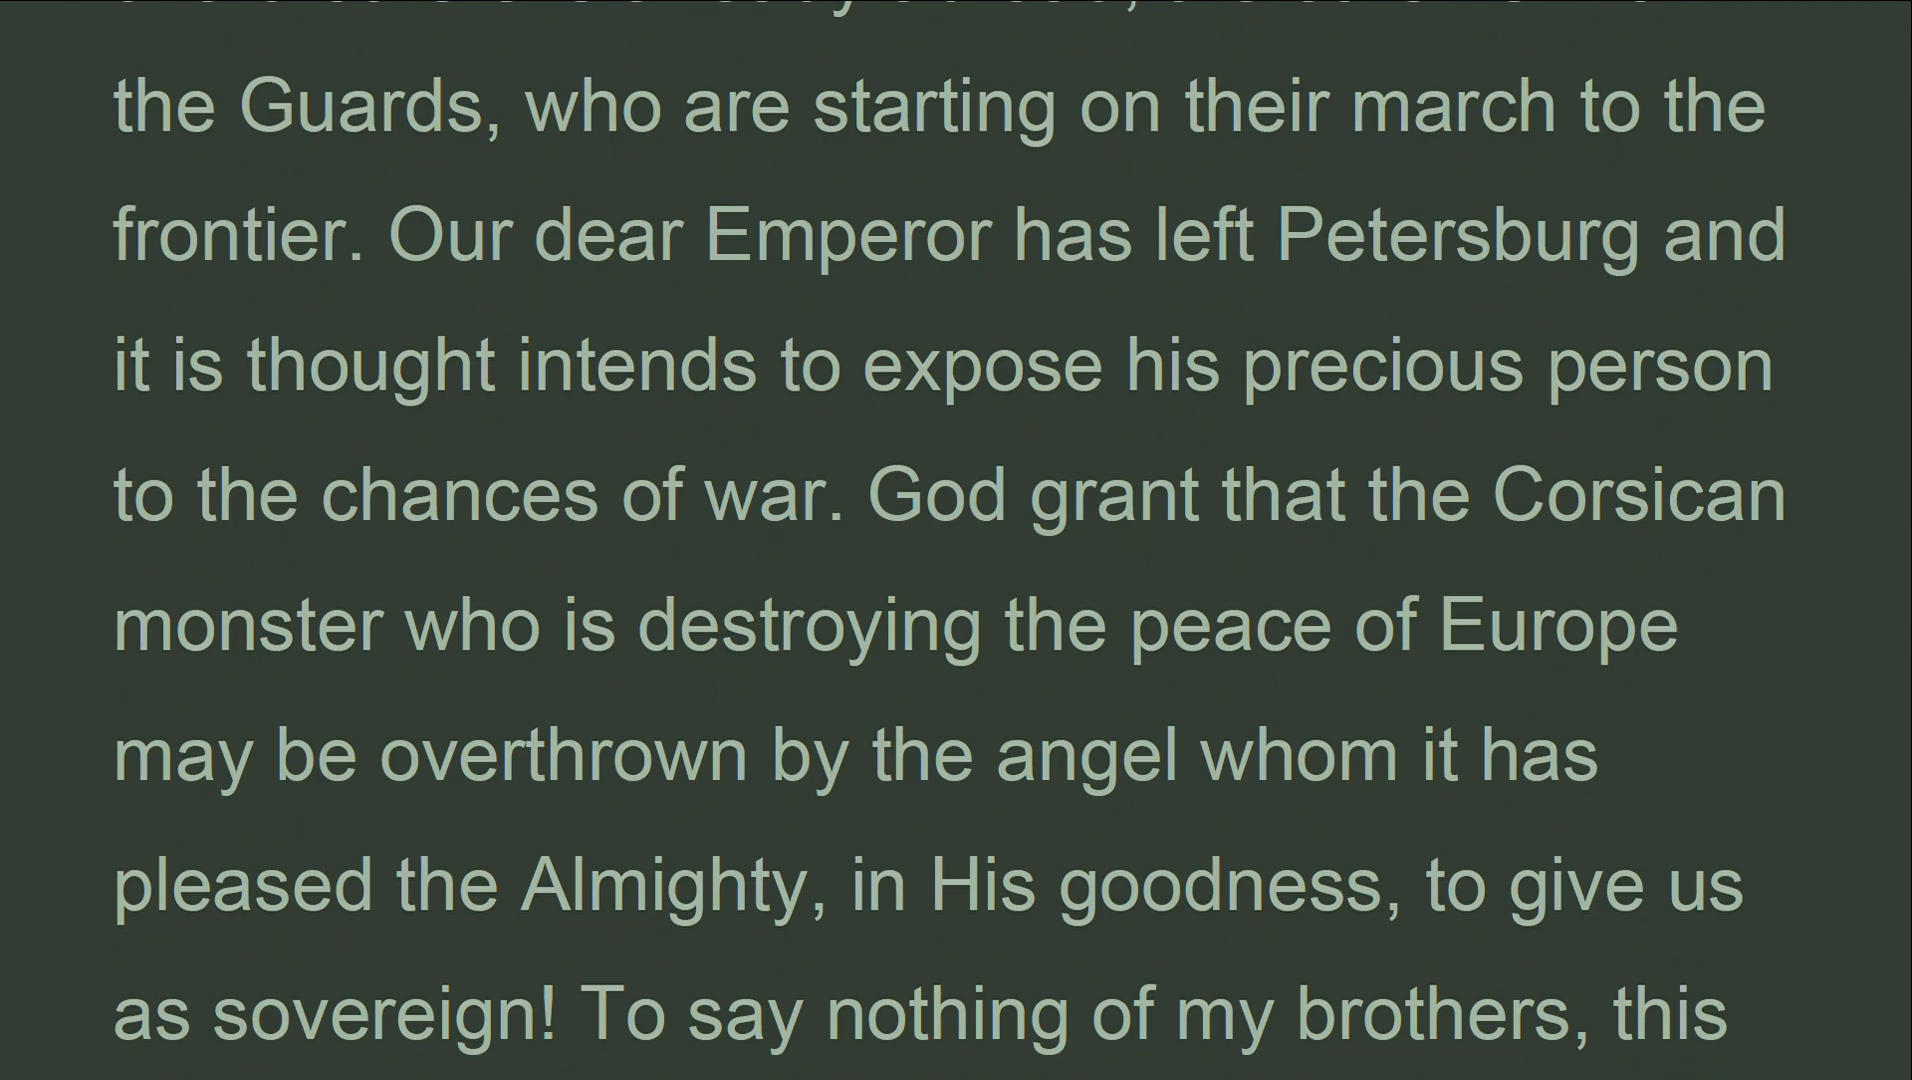 the Guards, who are starting on their march to the
frontier. Our dear Emperor has left Petersburg and
it is thought intends to expose his precious person
to the chances of war. God grant that the Corsican
monster who is destroying the peace of Europe
may be overthrown by the angel whom it has
pleased the Almighty, in His goodness, to give us
as sovereign! To say nothing of my brothers, this